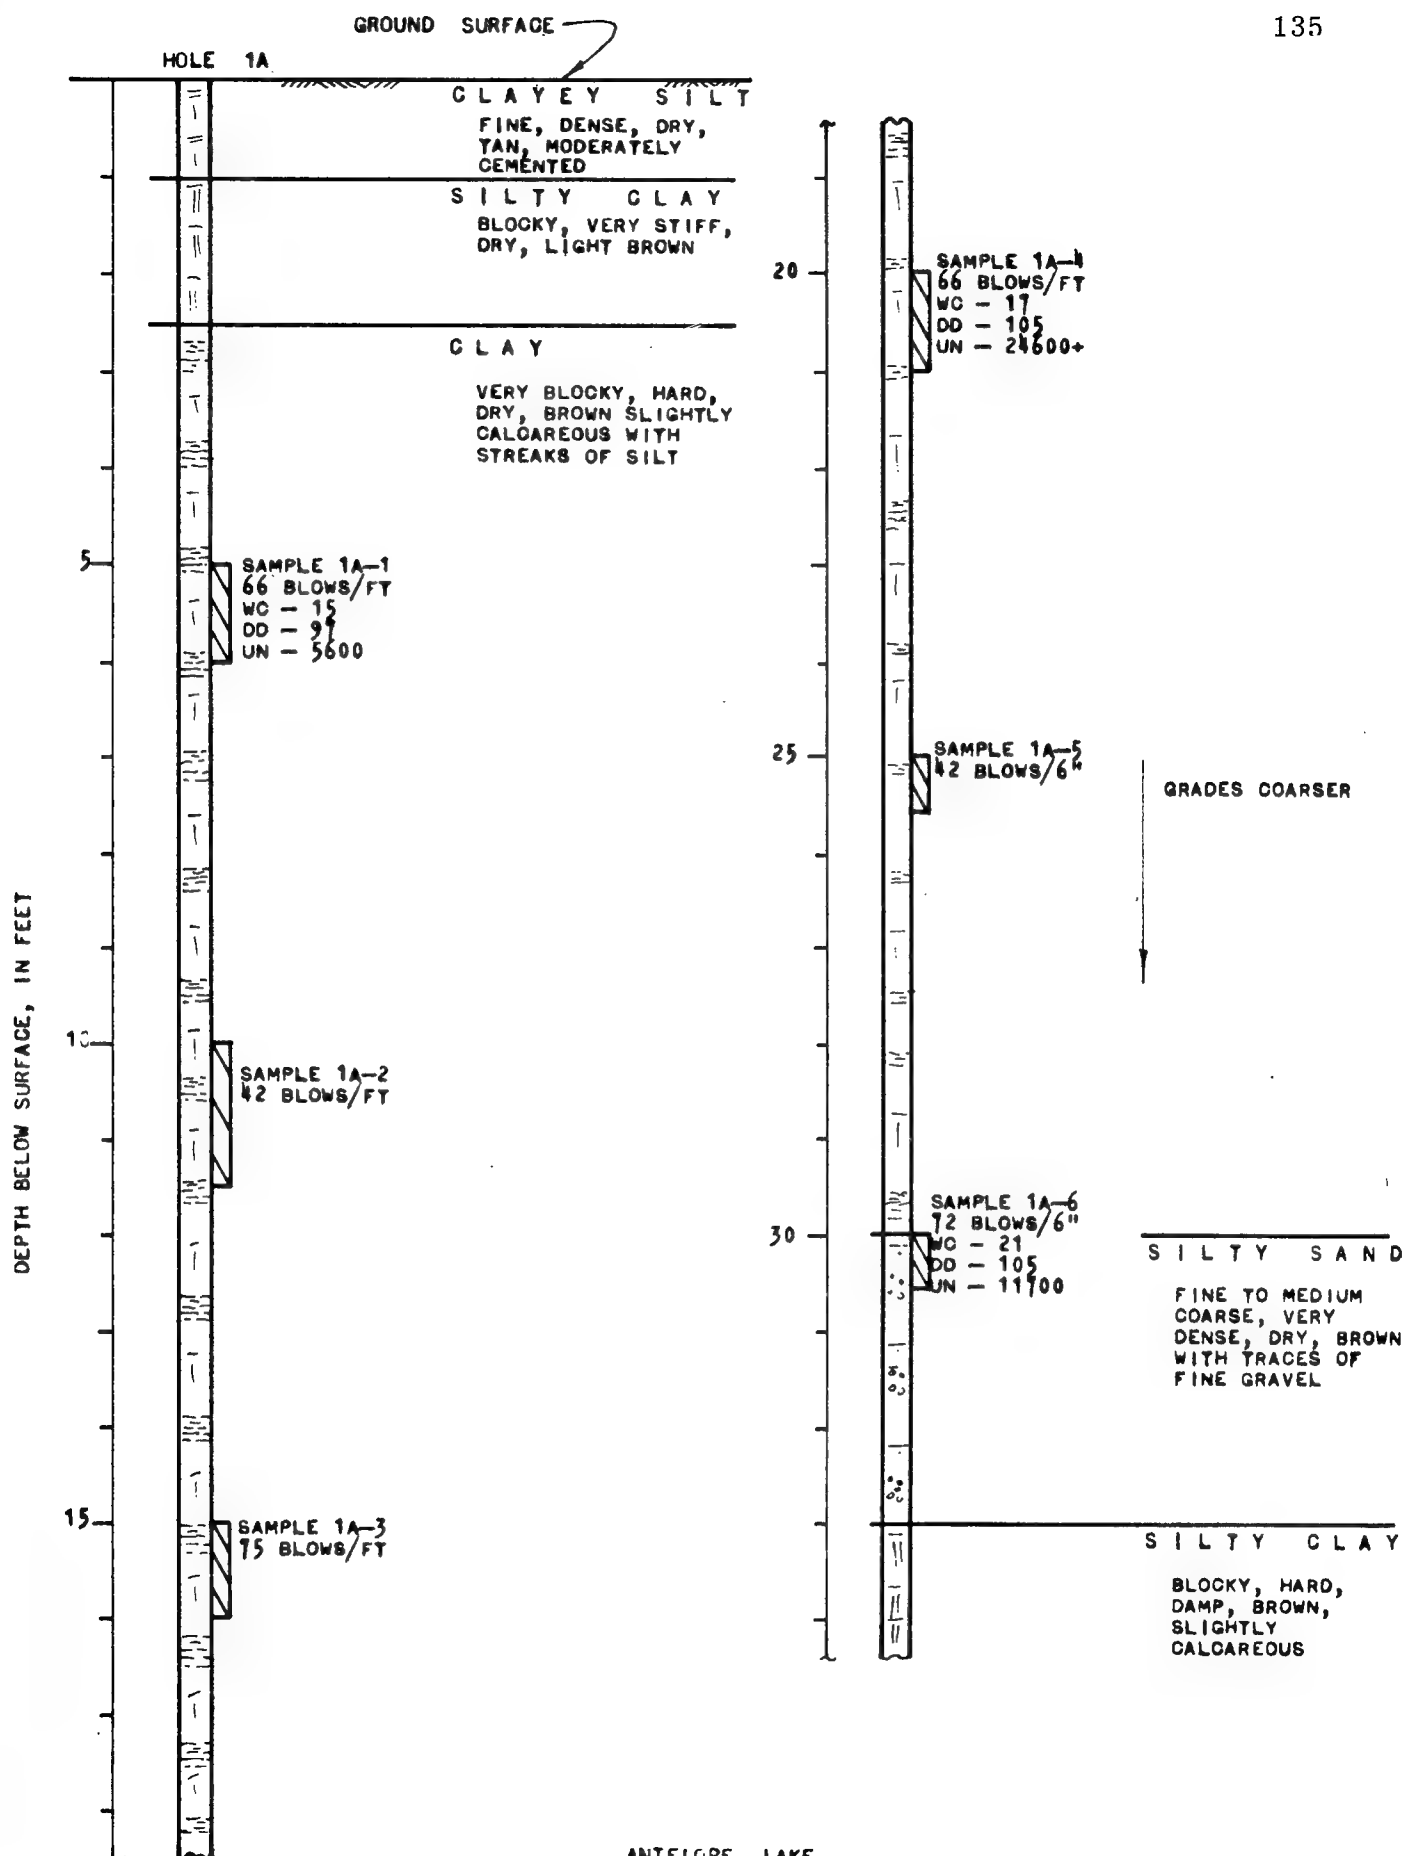 135
GROUND SURFACE
HOLE 1A
CLAYEY SILT
FINE, DENSE, DRY,
TAN, MODERATELY
CEMENTED
SILTY CLAY
BLOCKY, VERY STIFF,
DRY, LIGHT BROWN
CLAY
VERY BLOCKY, HARD,
DRY, BROWN SLIGHTLY
CALCAREOUS WITH
STREAKS OF SILT
5
SAMPLE 1A-1
66 BLOWS/FT
WC - 15
DD - 97
UN - 5600
DEPTH BELOW SURFACE, IN FEET
10
SAMPLE 1A-2
42 BLOWS/FT
15
SAMPLE 1A-3
75 BLOWS/FT
20
SAMPLE 1A-4
66 BLOWS/FT
WC - 17
DD - 105
UN - 24600+
25
SAMPLE 1A-5
42 BLOWS/6"
GRADES COARSER
30
SAMPLE 1A-6
72 BLOWS/6"
WC - 21
DD - 105
UN - 11700
SILTY SAND
FINE TO MEDIUM
COARSE, VERY
DENSE, DRY, BROWN
WITH TRACES OF
FINE GRAVEL
SILTY CLAY
BLOCKY, HARD,
DAMP, BROWN,
SLIGHTLY
CALCAREOUS
ANTELOPE LAKE